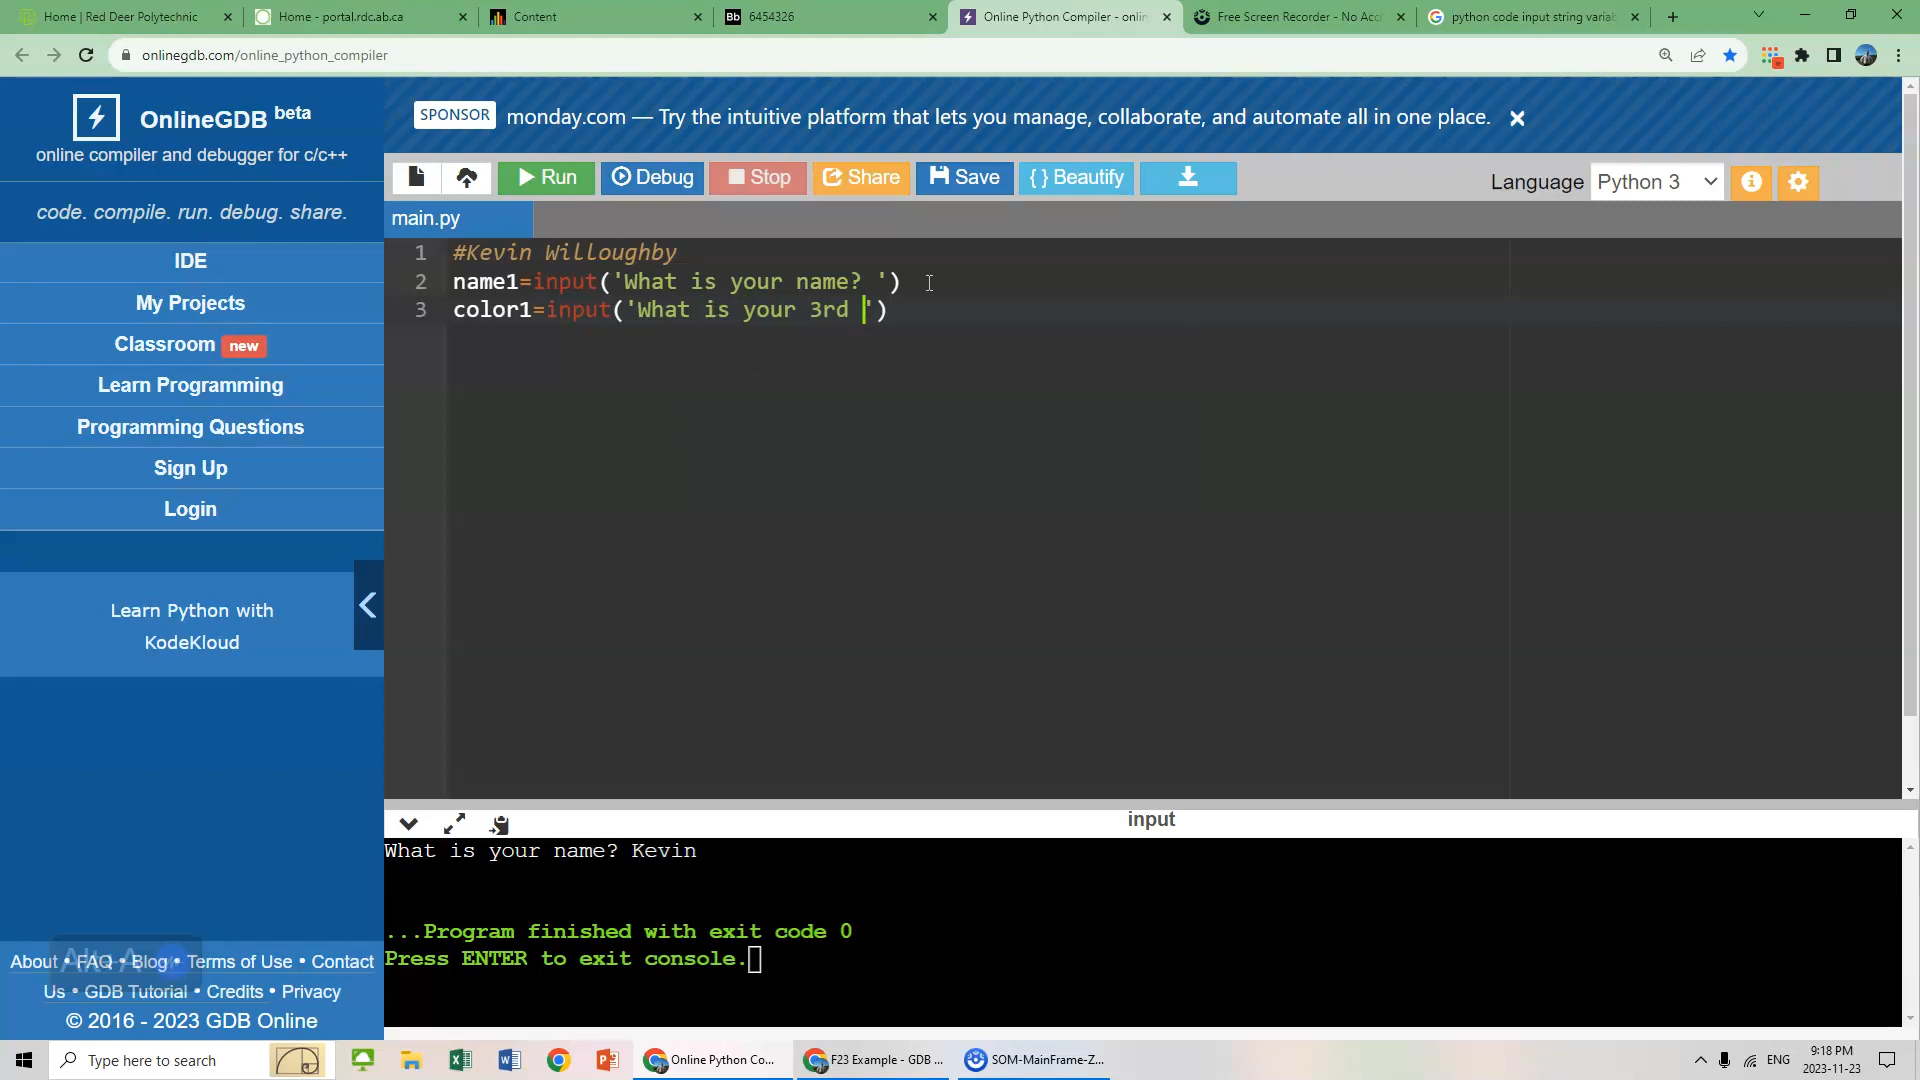 Home | Red Deer Polytechnic
Home - portal.rdc.ab.ca
Content
Bb 6454326
Online Python Compiler - onlin
Free Screen Recorder - No Acc
python code input string variab
onlinegdb.com/online_python_compiler
OnlineGDB beta
online compiler and debugger for c/c++
code. compile. run. debug. share.
IDE
My Projects
Classroom new
Learn Programming
Programming Questions
Sign Up
Login
Learn Python with
KodeKloud
About • FAQ • Blog • Terms of Use • Contact
Us • GDB Tutorial • Credits • Privacy
© 2016 - 2023 GDB Online
SPONSOR monday.com — Try the intuitive platform that lets you manage, collaborate, and automate all in one place.
Run Debug Stop Share Save { } Beautify
Language Python 3
main.py
1 #Kevin Willoughby
2 name1=input('What is your name? ')
3 color1=input('What is your 3rd ')
input
What is your name? Kevin
...Program finished with exit code 0
Press ENTER to exit console.
Type here to search
Online Python Co...
F23 Example - GDB ...
SOM-MainFrame-Z...
ENG
9:18 PM
2023-11-23